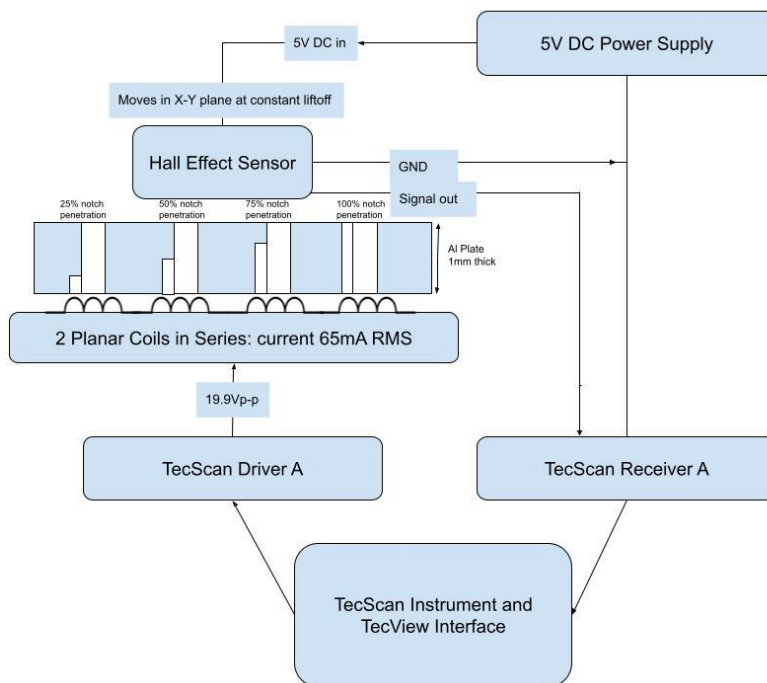 5V DC in
5V DC Power Supply
Moves in X-Y plane at constant liftoff
Hall Effect Sensor
GND
Signal out
25% notch
penetration
50% notch
penetration
75% notch
penetration
100% notch
penetration
Al Plate
1mm thick
2 Planar Coils in Series: current 65mA RMS
19.9Vp-p
TecScan Driver A
TecScan Receiver A
TecScan Instrument and
TecView Interface